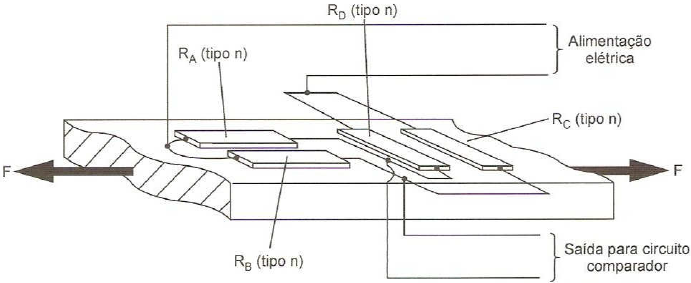 R_D (tipo n)
Alimentação
elétrica
R_A (tipo n)
R_C (tipo n)
F
F
R_B (tipo n)
Saída para circuito
comparador